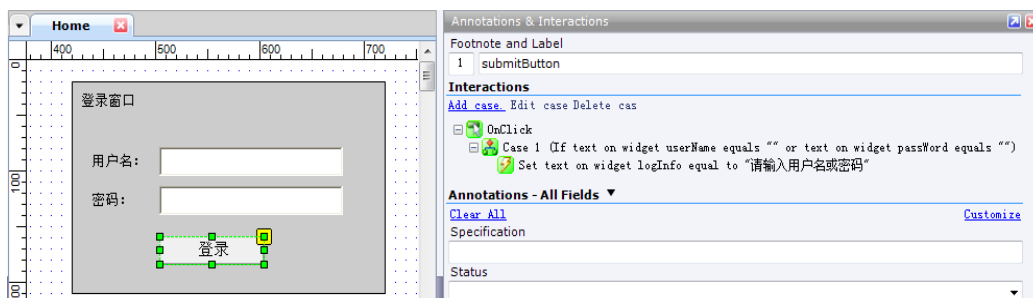 Home
400 500 600 700
0
100
登录窗口
用户名:
密码:
登录
Annotations & Interactions
Footnote and Label
1 submitButton
Interactions
Add case. Edit case Delete cas
OnClick
Case 1 (If text on widget userName equals "" or text on widget passWord equals "")
Set text on widget logInfo equal to "请输入用户名或密码"
Annotations - All Fields ▼
Clear All Customize
Specification
Status